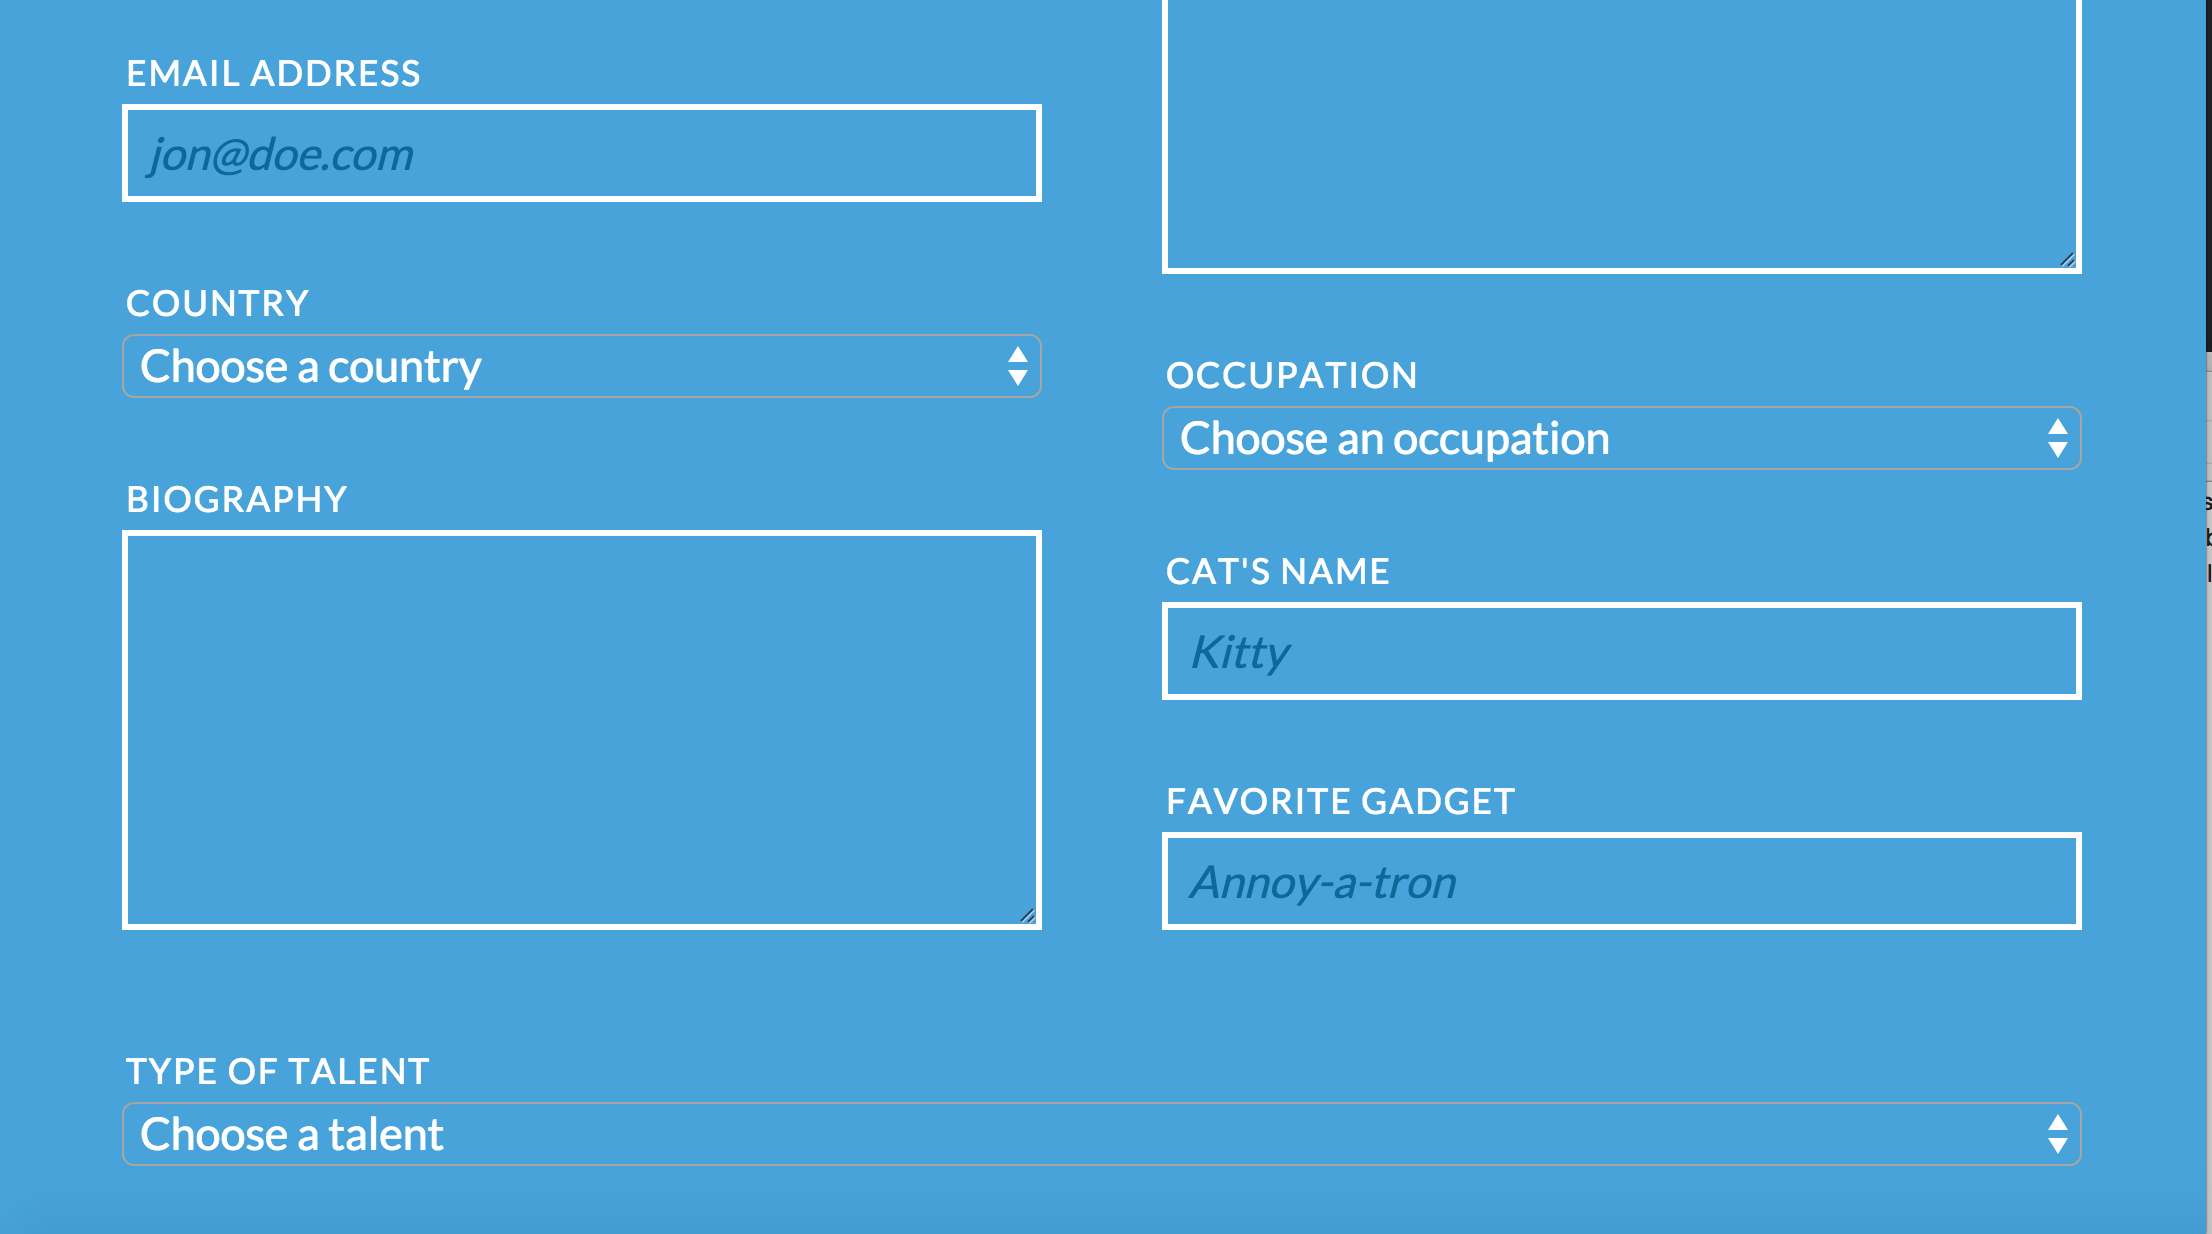 EMAIL ADDRESS
jon@doe.com
COUNTRY
Choose a country
BIOGRAPHY
OCCUPATION
Choose an occupation
CAT'S NAME
Kitty
FAVORITE GADGET
Annoy-a-tron
TYPE OF TALENT
Choose a talent